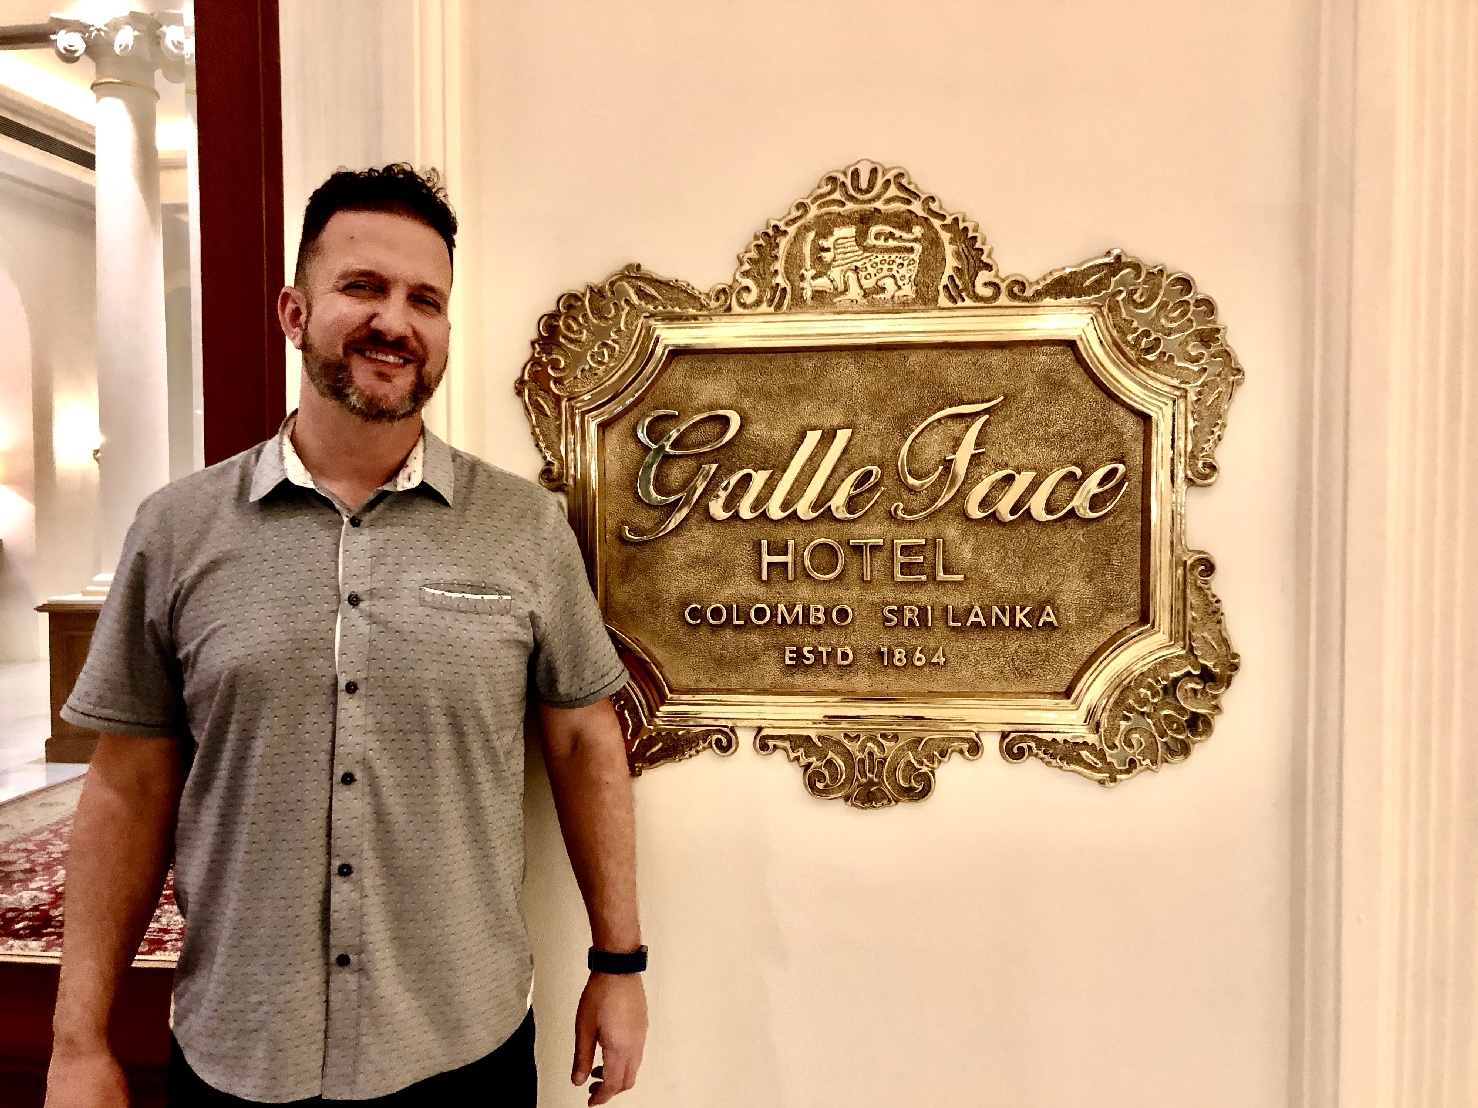 Galle Face
HOTEL
COLOMBO SRI LANKA
ESTD 1864